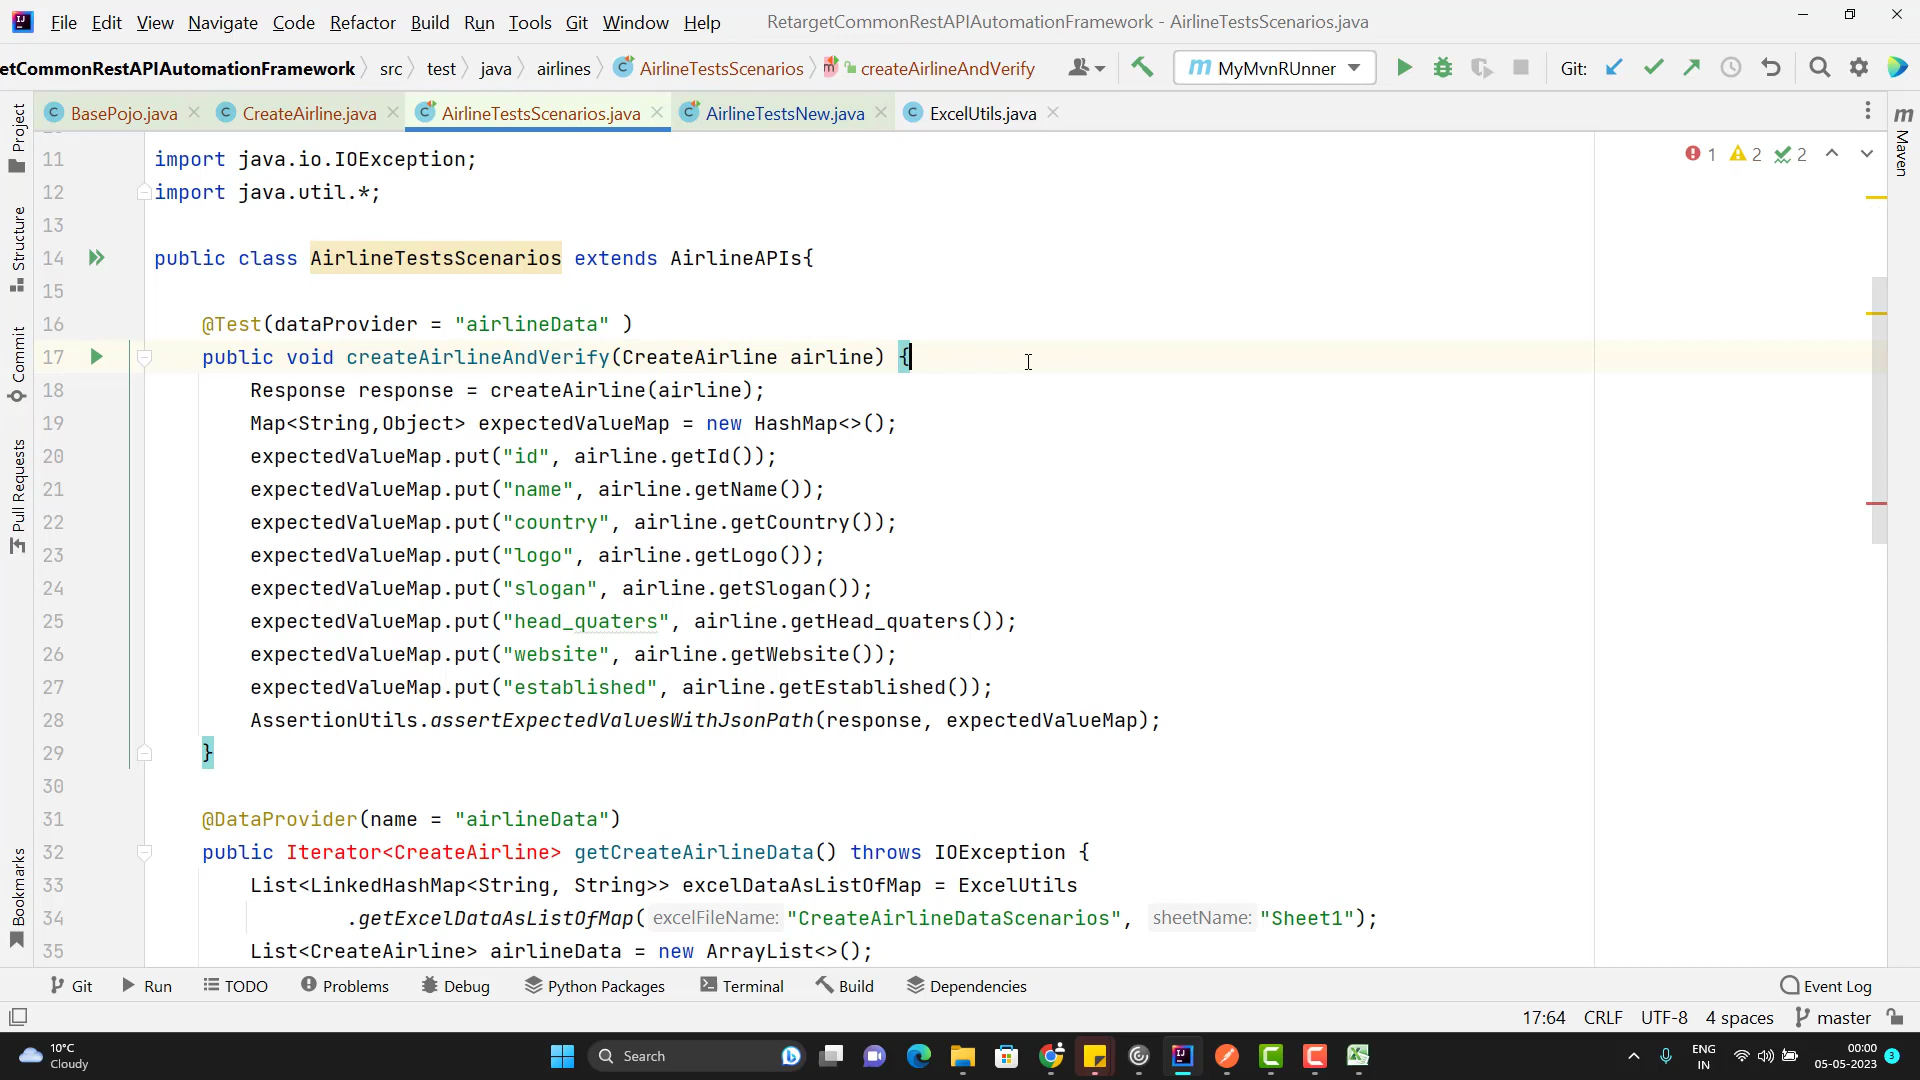 File Edit View Navigate Code Refactor Build Run Tools Git Window Help RetargetCommonRestAPIAutomationFramework - AirlineTestsScenarios.java
etCommonRestAPIAutomationFramework src test java airlines AirlineTestsScenarios createAirlineAndVerify MyMvnRUnner Git:
BasePojo.java CreateAirline.java AirlineTestsScenarios.java AirlineTestsNew.java ExcelUtils.java
Project
Structure
Commit
Pull Requests
Bookmarks
Maven
1 2 2
11 import java.io.IOException;
12 import java.util.*;
13
14 public class AirlineTestsScenarios extends AirlineAPIs{
15
16 @Test(dataProvider = "airlineData" )
17 public void createAirlineAndVerify(CreateAirline airline) {
18 Response response = createAirline(airline);
19 Map<String,Object> expectedValueMap = new HashMap<>();
20 expectedValueMap.put("id", airline.getId());
21 expectedValueMap.put("name", airline.getName());
22 expectedValueMap.put("country", airline.getCountry());
23 expectedValueMap.put("logo", airline.getLogo());
24 expectedValueMap.put("slogan", airline.getSlogan());
25 expectedValueMap.put("head_quaters", airline.getHead_quaters());
26 expectedValueMap.put("website", airline.getWebsite());
27 expectedValueMap.put("established", airline.getEstablished());
28 AssertionUtils.assertExpectedValuesWithJsonPath(response, expectedValueMap);
29 }
30
31 @DataProvider(name = "airlineData")
32 public Iterator<CreateAirline> getCreateAirlineData() throws IOException {
33 List<LinkedHashMap<String, String>> excelDataAsListOfMap = ExcelUtils
34 .getExcelDataAsListOfMap( excelFileName: "CreateAirlineDataScenarios", sheetName: "Sheet1");
35 List<CreateAirline> airlineData = new ArrayList<>();
Git Run TODO Problems Debug Python Packages Terminal Build Dependencies Event Log
17:64 CRLF UTF-8 4 spaces master
10°C
Cloudy
Search
ENG
IN
00:00
05-05-2023
3